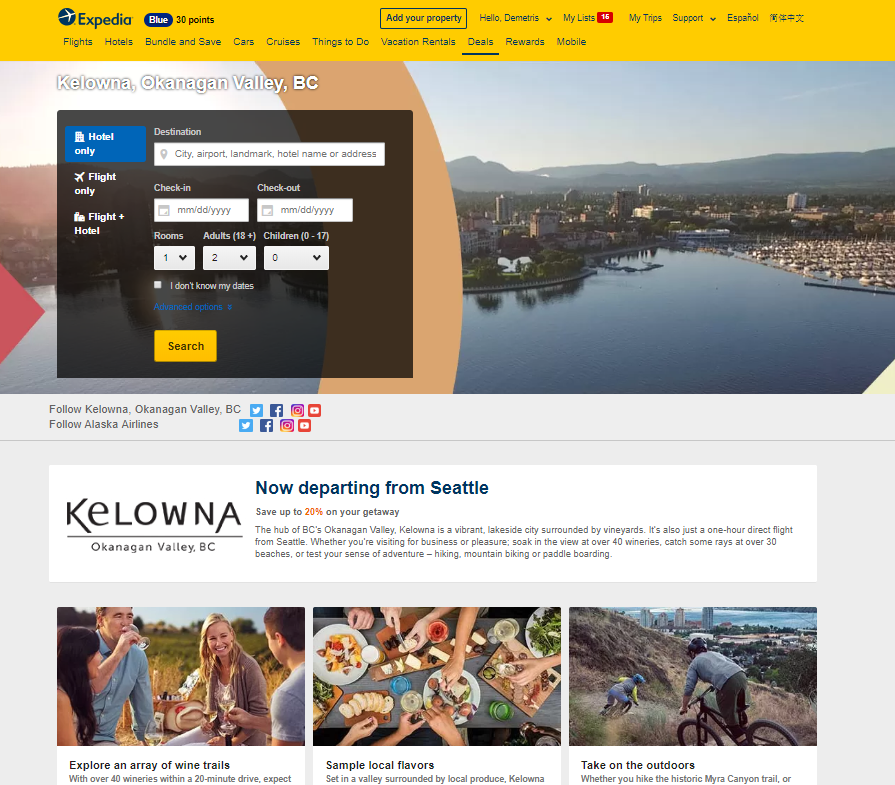 Expedia Blue 30 points Add your property Hello, Demetris My Lists 16 My Trips Support Español 简体中文
Flights Hotels Bundle and Save Cars Cruises Things to Do Vacation Rentals Deals Rewards Mobile
Kelowna, Okanagan Valley, BC
Hotel
only
Flight
only
Flight +
Hotel
Destination
City, airport, landmark, hotel name or address
Check-in Check-out
mm/dd/yyyy mm/dd/yyyy
Rooms Adults (18 +) Children (0 - 17)
1 2 0
I don't know my dates
Advanced options
Search
Follow Kelowna, Okanagan Valley, BC
Follow Alaska Airlines
KELOWNA
Okanagan Valley, BC
Now departing from Seattle
Save up to 20% on your getaway
The hub of BC's Okanagan Valley, Kelowna is a vibrant, lakeside city surrounded by vineyards. It's also just a one-hour direct flight
from Seattle. Whether you're visiting for business or pleasure; soak in the view at over 40 wineries, catch some rays at over 30
beaches, or test your sense of adventure – hiking, mountain biking or paddle boarding.
Explore an array of wine trails
With over 40 wineries within a 20-minute drive, expect
Sample local flavors
Set in a valley surrounded by local produce, Kelowna
Take on the outdoors
Whether you hike the historic Myra Canyon trail, or